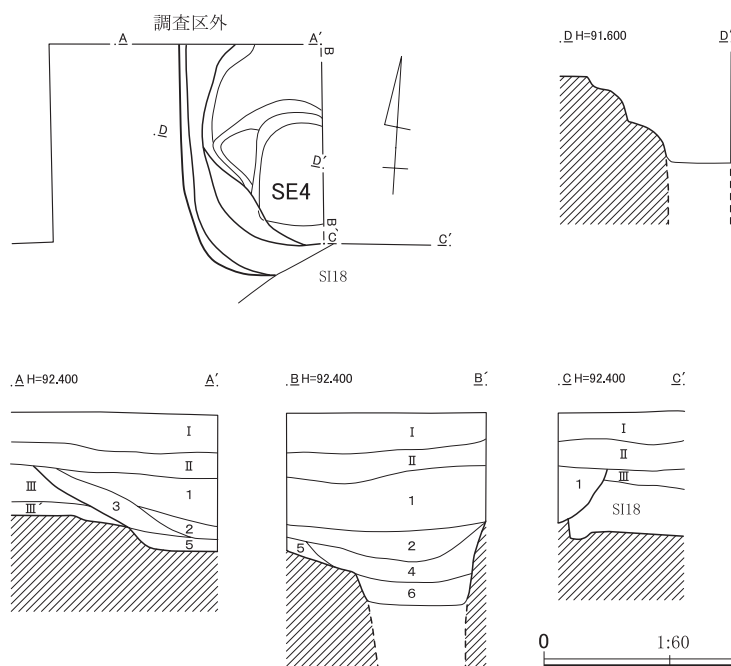 調査区外
A A′
B
D H=91.600 D′
D
D′
SE4
B′
C C′
SI18
A H=92.400 A′
B H=92.400 B′
C H=92.400 C′
I
II
III
III′
1
3
2
5
I
II
1
2
5
4
6
I
II
1
III
SI18
0 1:60